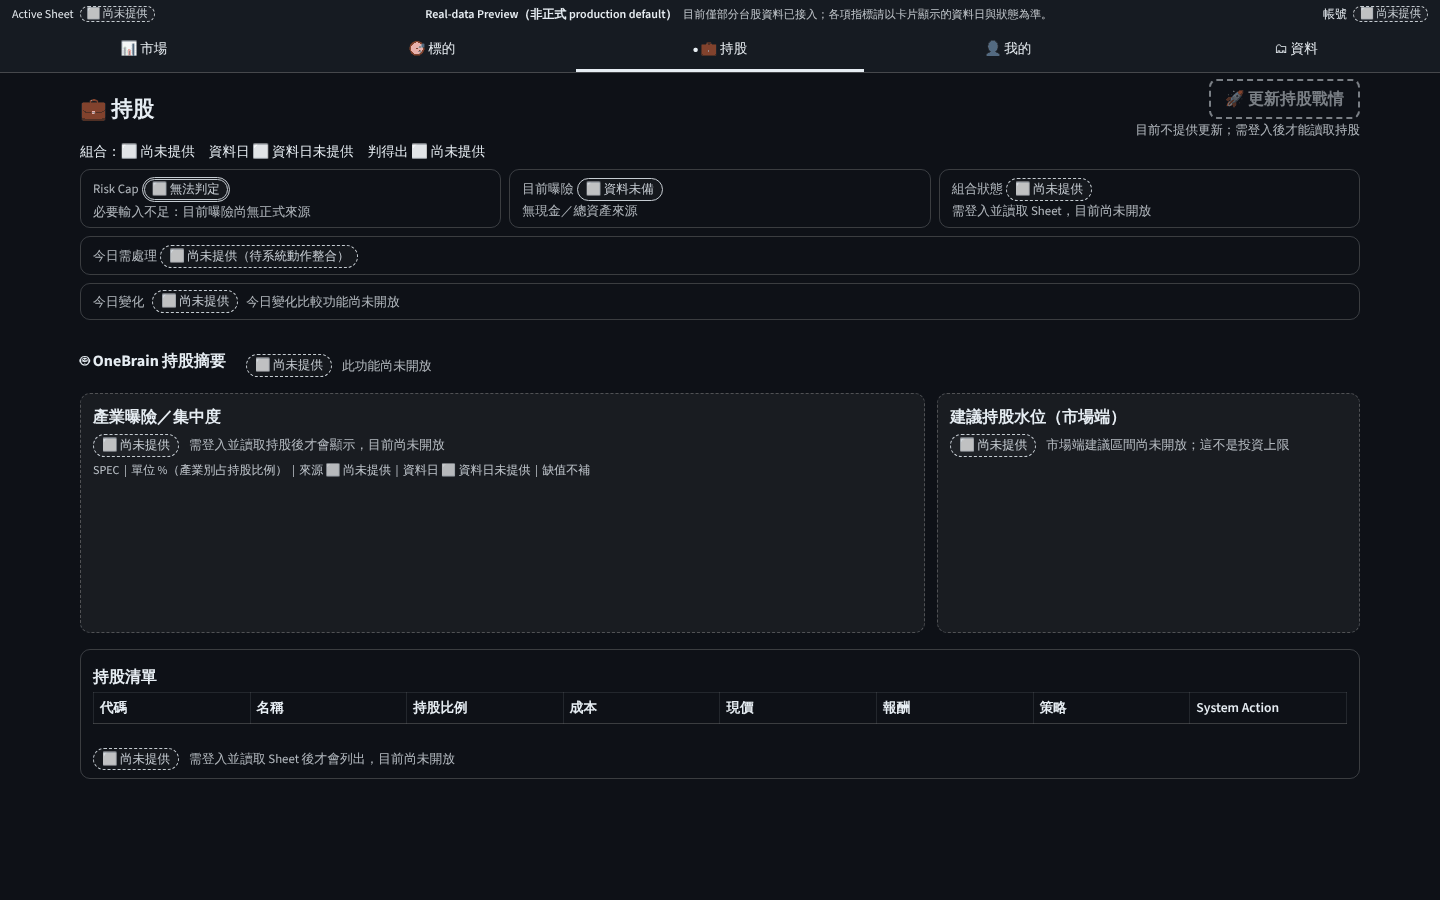 Active Sheet ⬜ 尚未提供 Real-data Preview（非正式 production default） 目前僅部分台股資料已接入；各項指標請以卡片顯示的資料日與狀態為準。 帳號 ⬜ 尚未提供
📊 市場 🎯 標的 • 💼 持股 👤 我的 🗂 資料
💼 持股 🚀 更新持股戰情
目前不提供更新；需登入後才能讀取持股
組合：⬜ 尚未提供 資料日 ⬜ 資料日未提供 判得出 ⬜ 尚未提供
Risk Cap ⬜ 無法判定 目前曝險 ⬜ 資料未備 組合狀態 ⬜ 尚未提供
必要輸入不足：目前曝險尚無正式來源 無現金／總資產來源 需登入並讀取 Sheet，目前尚未開放
今日需處理 ⬜ 尚未提供（待系統動作整合）
今日變化 ⬜ 尚未提供 今日變化比較功能尚未開放
OneBrain 持股摘要 ⬜ 尚未提供 此功能尚未開放
產業曝險／集中度 建議持股水位（市場端）
⬜ 尚未提供 需登入並讀取持股後才會顯示，目前尚未開放 ⬜ 尚未提供 市場端建議區間尚未開放；這不是投資上限
SPEC｜單位 %（產業別占持股比例）｜來源 ⬜ 尚未提供｜資料日 ⬜ 資料日未提供｜缺值不補
持股清單
代碼 名稱 持股比例 成本 現價 報酬 策略 System Action
⬜ 尚未提供 需登入並讀取 Sheet 後才會列出，目前尚未開放